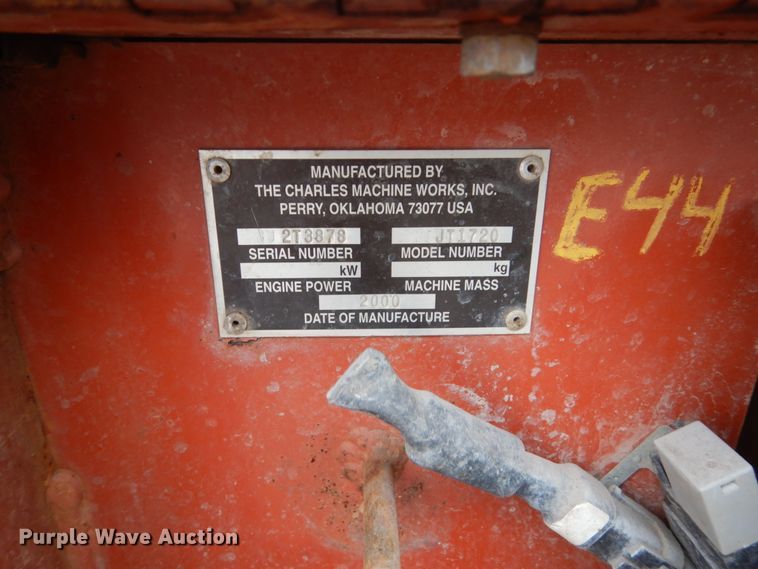 MANUFACTURED BY
THE CHARLES MACHINE WORKS, INC.
PERRY, OKLAHOMA 73077 USA
2T3878 JT1720
SERIAL NUMBER MODEL NUMBER
kW kg
ENGINE POWER MACHINE MASS
2000
DATE OF MANUFACTURE
E44
Purple Wave Auction